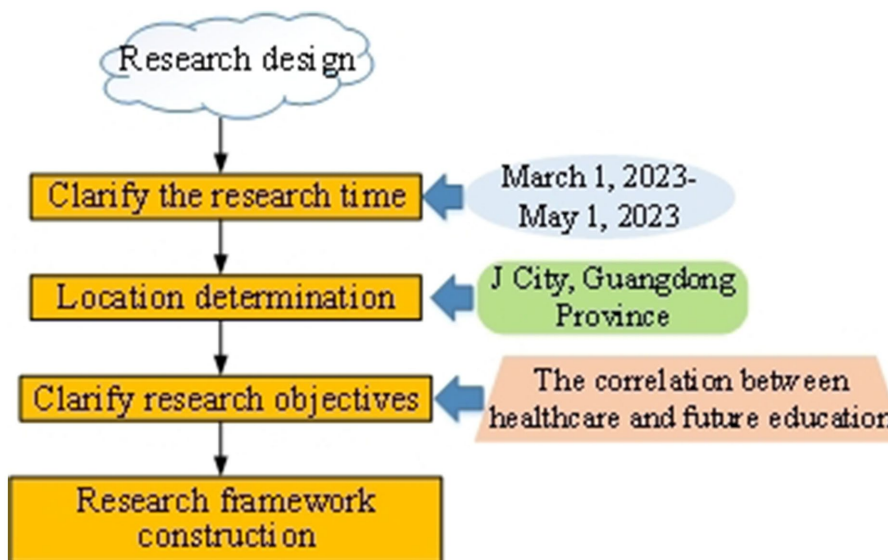 Research design
Clarify the research time
March 1, 2023-
May 1, 2023
Location determination
J City, Guangdong
Province
Clarify research objectives
The correlation between
healthcare and future education
Research framework
construction